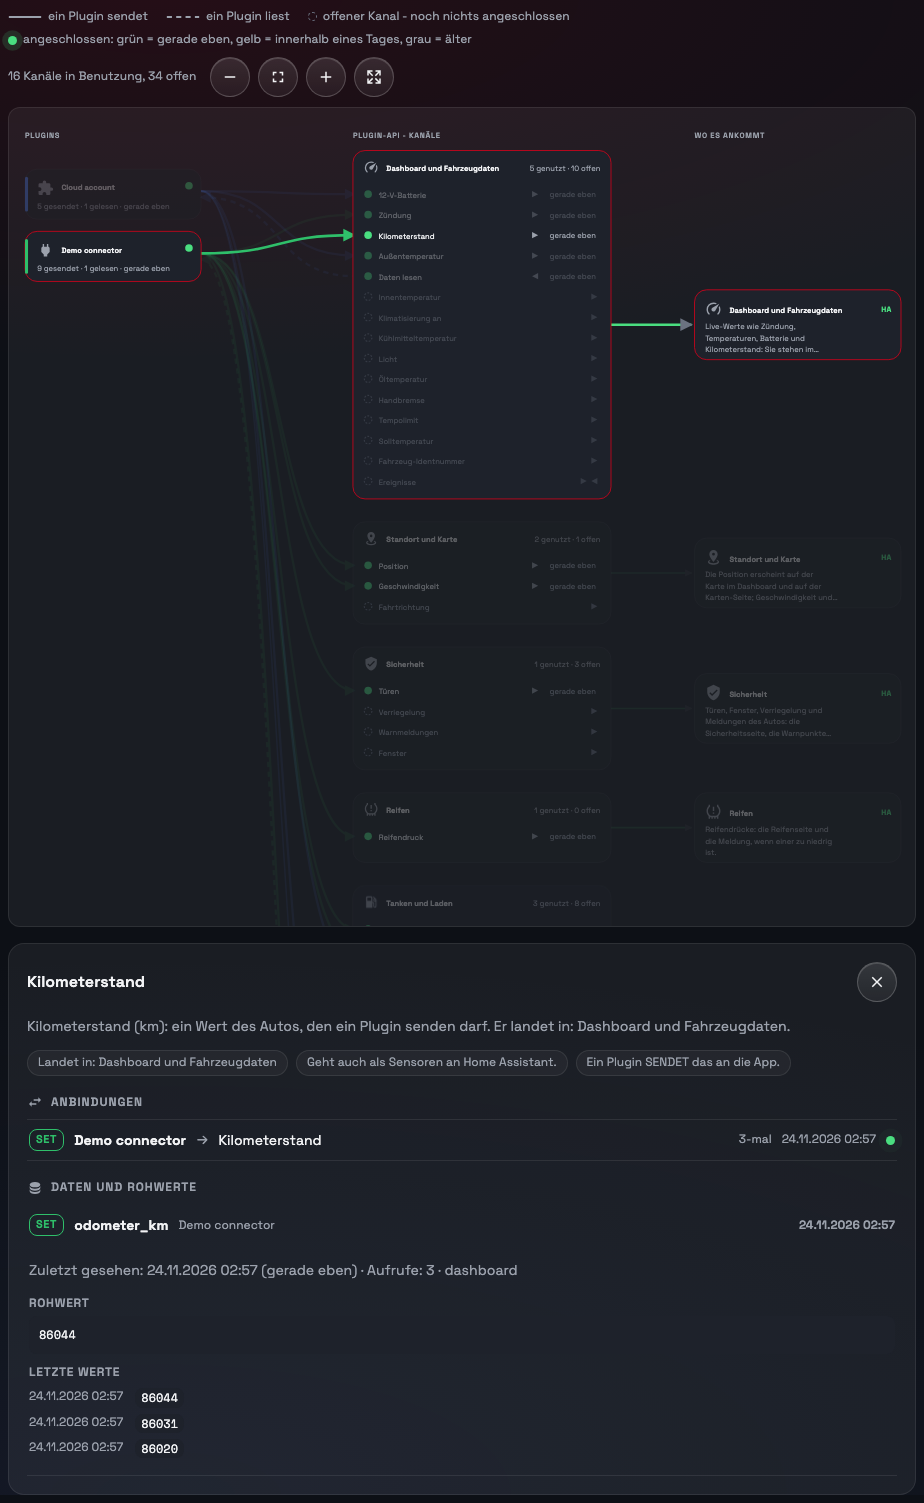 ein Plugin sendet
ein Plugin liest
offener Kanal - noch nichts angeschlossen
angeschlossen: grün = gerade eben, gelb = innerhalb eines Tages, grau = älter
16 Kanäle in Benutzung, 34 offen
PLUGINS
PLUGIN-API - KANÄLE
WO ES ANKOMMT
Cloud account
5 gesendet · 1 gelesen · gerade eben
Demo connector
9 gesendet · 1 gelesen · gerade eben
Dashboard und Fahrzeugdaten 5 genutzt · 10 offen
12-V-Batterie gerade eben
Zündung gerade eben
Kilometerstand gerade eben
Außentemperatur gerade eben
Daten lesen gerade eben
Innentemperatur
Klimatisierung an
Kühlmitteltemperatur
Licht
Öltemperatur
Handbremse
Tempolimit
Solltemperatur
Fahrzeug-Identnummer
Ereignisse
Dashboard und Fahrzeugdaten HA
Live-Werte wie Zündung,
Temperaturen, Batterie und
Kilometerstand: Sie stehen im...
Standort und Karte 2 genutzt · 1 offen
Position gerade eben
Geschwindigkeit gerade eben
Fahrtrichtung
Standort und Karte HA
Die Position erscheint auf der
Karte im Dashboard und auf der
Karten-Seite; Geschwindigkeit und...
Sicherheit 1 genutzt · 3 offen
Türen gerade eben
Verriegelung
Warnmeldungen
Fenster
Sicherheit HA
Türen, Fenster, Verriegelung und
Meldungen des Autos: die
Sicherheitsseite, die Warnpunkte...
Reifen 1 genutzt · 0 offen
Reifendruck gerade eben
Reifen HA
Reifendrücke: die Reifenseite und
die Meldung, wenn einer zu niedrig
ist.
Tanken und Laden 3 genutzt · 8 offen
Kilometerstand
Kilometerstand (km): ein Wert des Autos, den ein Plugin senden darf. Er landet in: Dashboard und Fahrzeugdaten.
Landet in: Dashboard und Fahrzeugdaten
Geht auch als Sensoren an Home Assistant.
Ein Plugin SENDET das an die App.
ANBINDUNGEN
SET Demo connector → Kilometerstand 3-mal 24.11.2026 02:57
DATEN UND ROHWERTE
SET odometer_km Demo connector 24.11.2026 02:57
Zuletzt gesehen: 24.11.2026 02:57 (gerade eben) · Aufrufe: 3 · dashboard
ROHWERT
86044
LETZTE WERTE
24.11.2026 02:57 86044
24.11.2026 02:57 86031
24.11.2026 02:57 86020